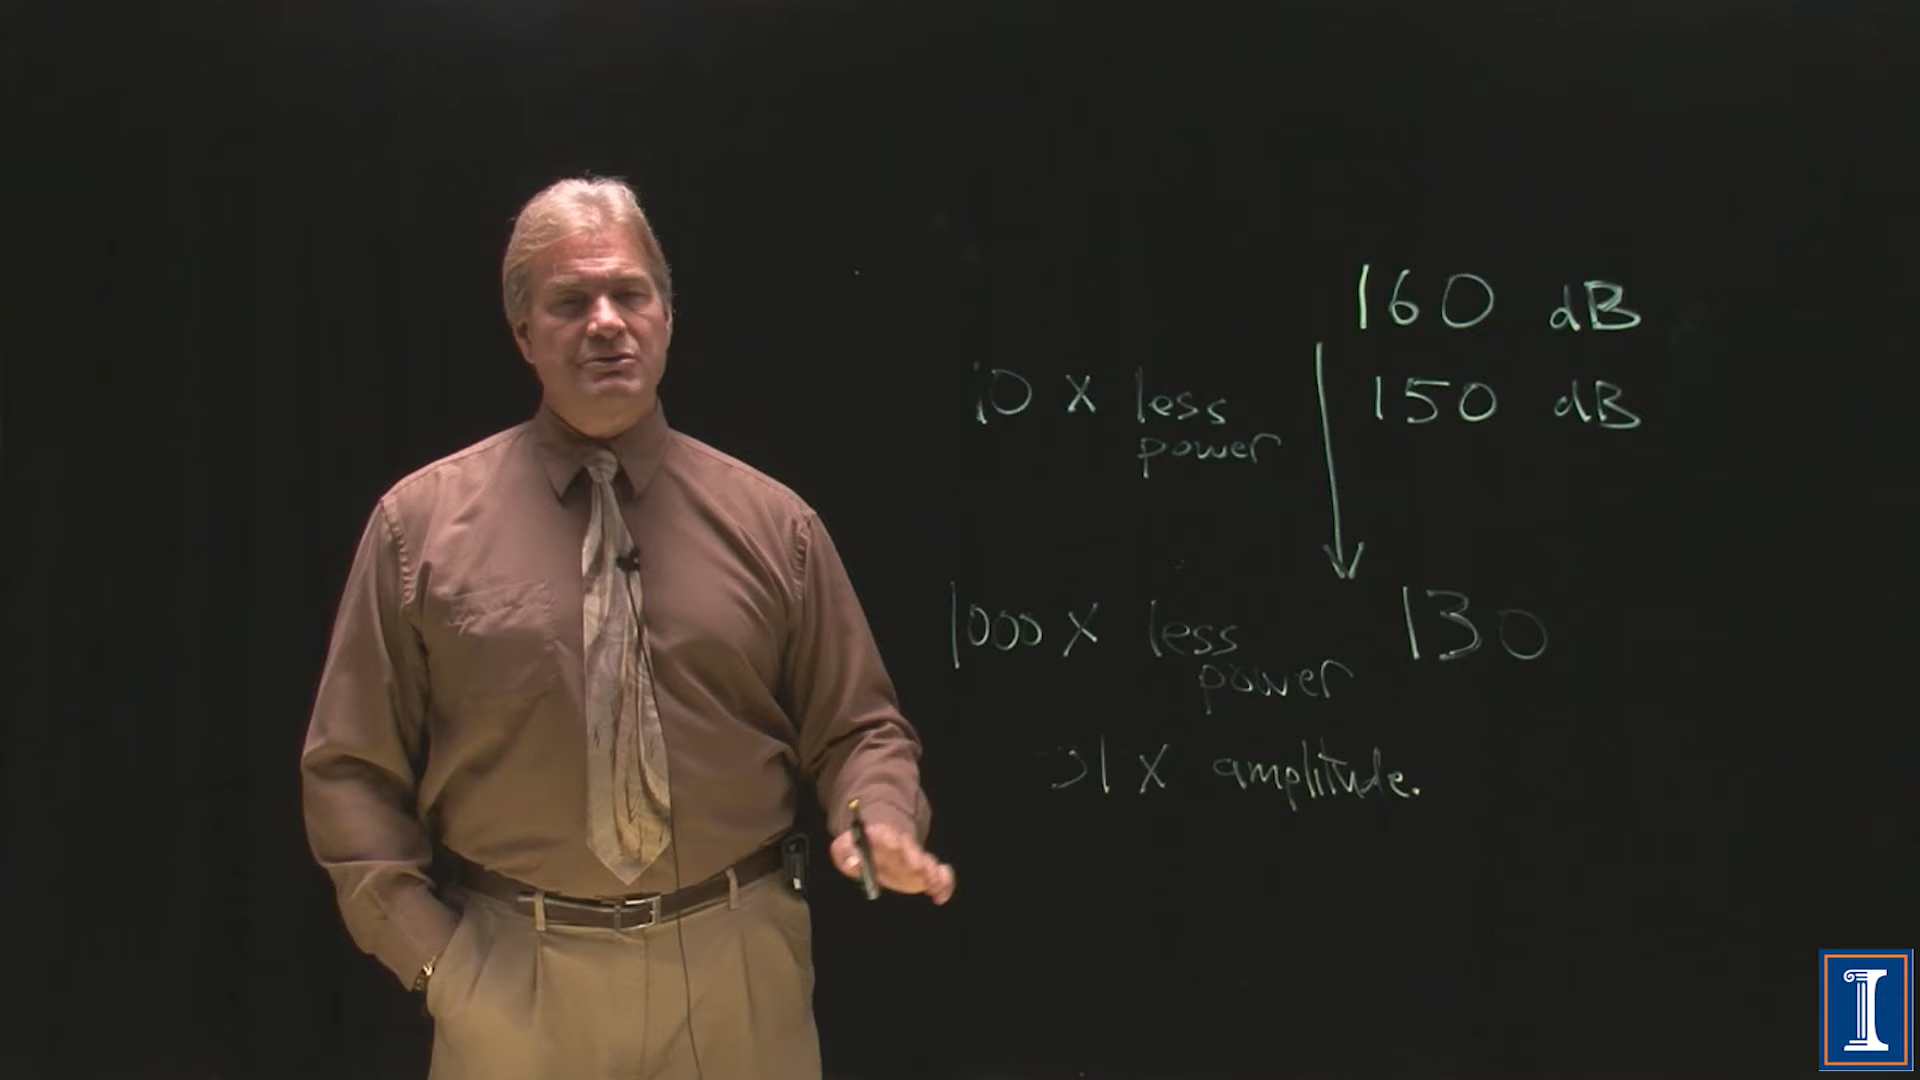 160 dB
10 X less 150 dB
power
1000 X less 130
power
31 X amplitude.